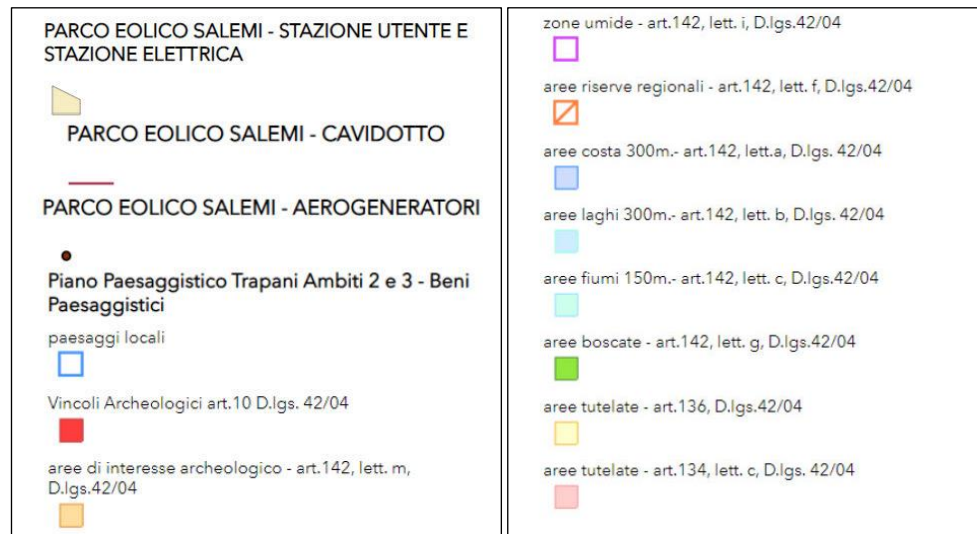 PARCO EOLICO SALEMI - STAZIONE UTENTE E
STAZIONE ELETTRICA
PARCO EOLICO SALEMI - CAVIDOTTO
PARCO EOLICO SALEMI - AEROGENERATORI
Piano Paesaggistico Trapani Ambiti 2 e 3 - Beni
Paesaggistici
paesaggi locali
Vincoli Archeologici art.10 D.lgs. 42/04
aree di interesse archeologico - art.142, lett. m,
D.lgs.42/04
zone umide - art.142, lett. i, D.lgs.42/04
aree riserve regionali - art.142, lett. f, D.lgs.42/04
aree costa 300m.- art.142, lett.a, D.lgs. 42/04
aree laghi 300m.- art.142, lett. b, D.lgs. 42/04
aree fiumi 150m.- art.142, lett. c, D.lgs.42/04
aree boscate - art.142, lett. g, D.lgs.42/04
aree tutelate - art.136, D.lgs.42/04
aree tutelate - art.134, lett. c, D.lgs. 42/04